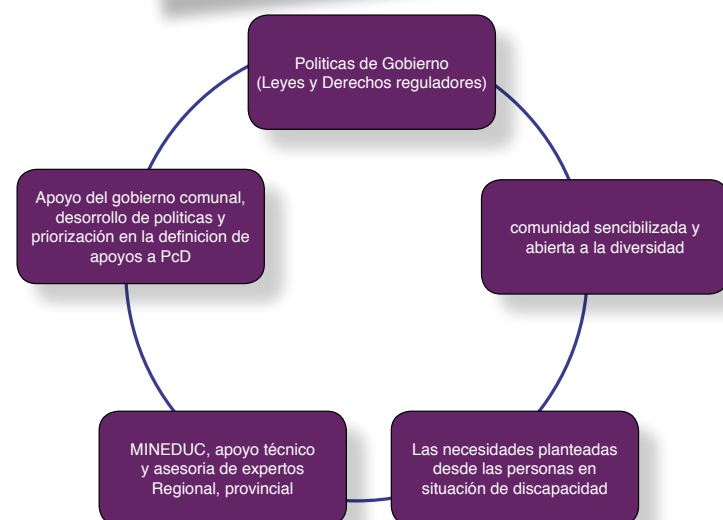 Politicas de Gobierno
(Leyes y Derechos reguladores)
Apoyo del gobierno comunal,
desorrollo de politicas y
priorización en la definicion de
apoyos a PcD
comunidad sencibilizada y
abierta a la diversidad
MINEDUC, apoyo técnico
y asesoria de expertos
Regional, provincial
Las necesidades planteadas
desde las personas en
situación de discapacidad